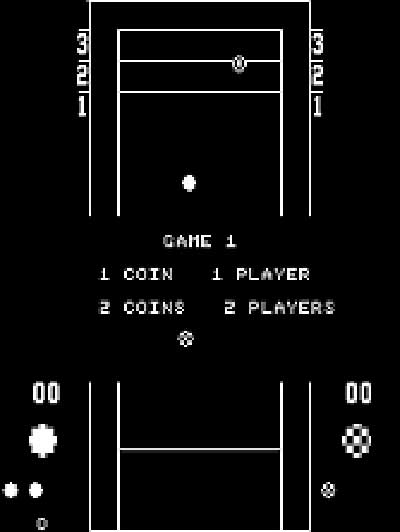 3 3
2 2
1 1
GAME 1
1 COIN 1 PLAYER
2 COINS 2 PLAYERS
00 00